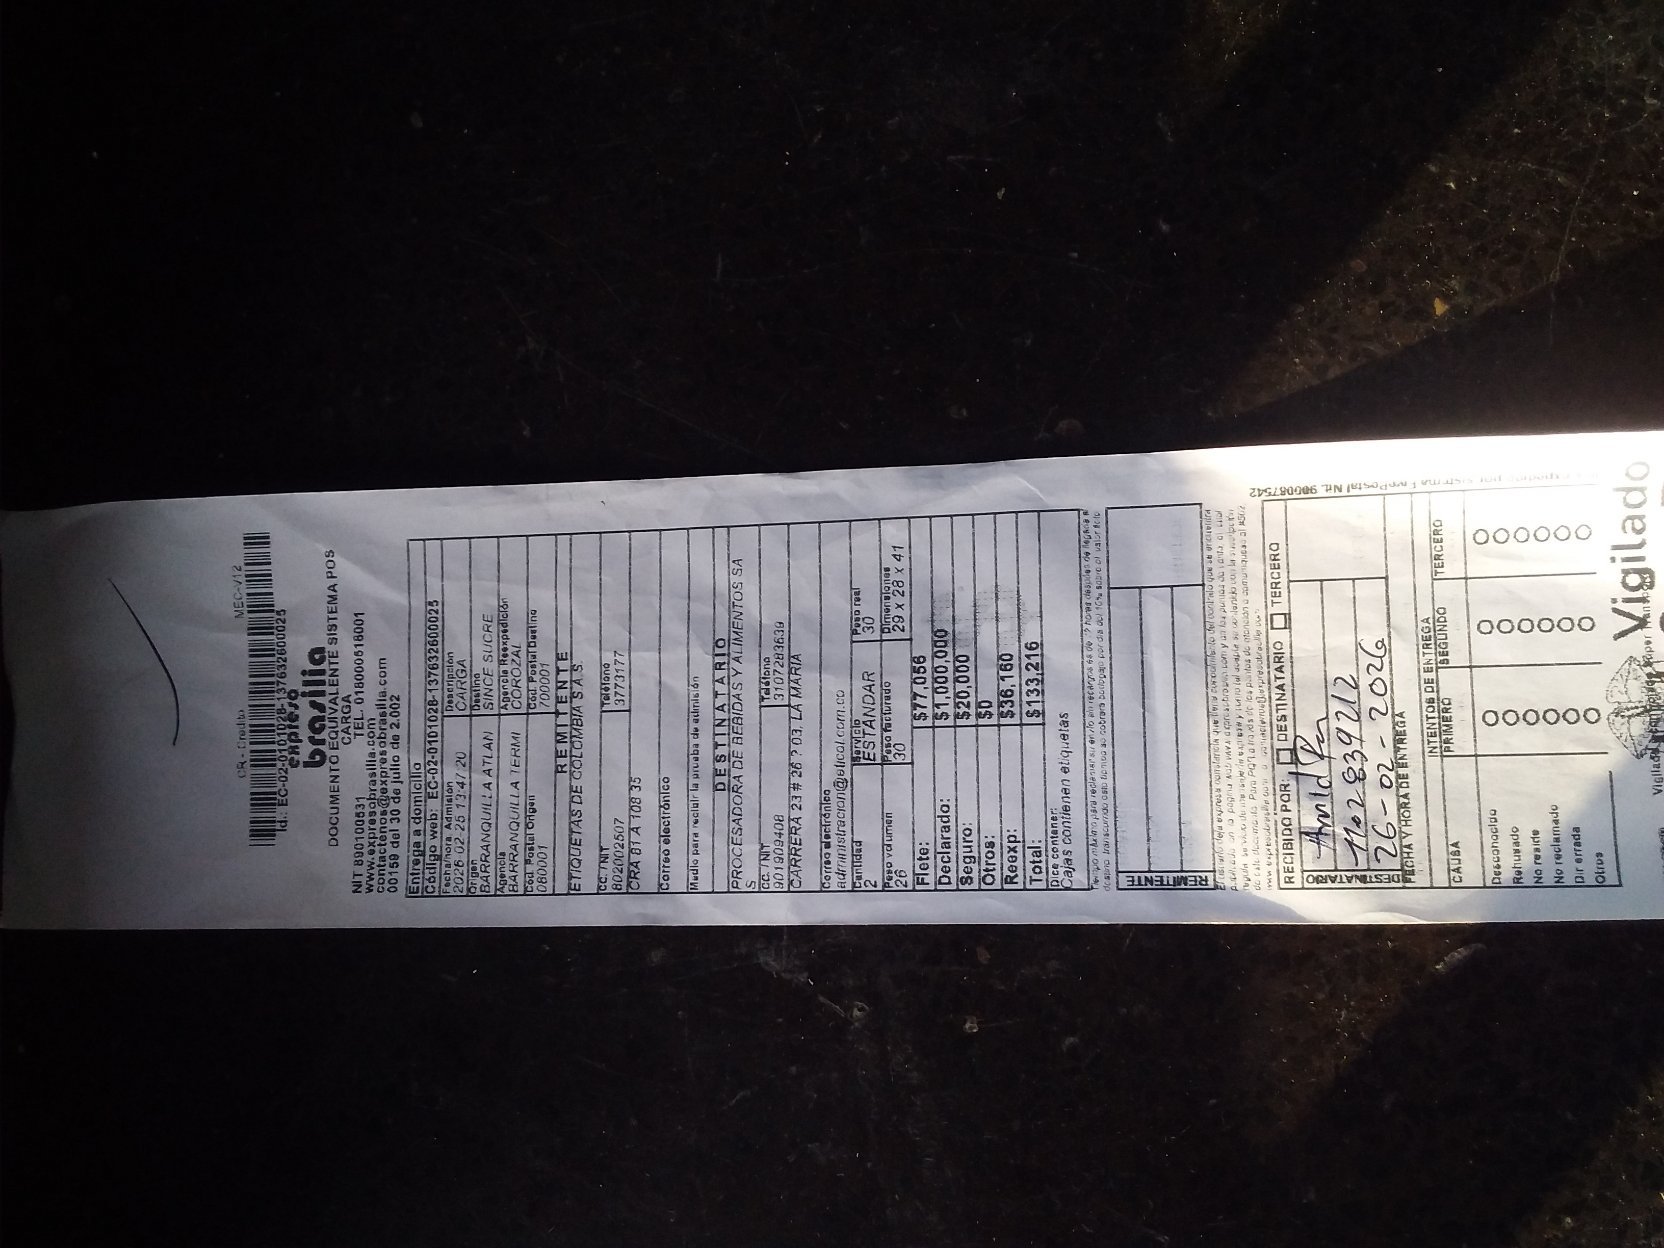 CR - Crédito MEC-V12
Id.: EC-02-0101028-137632600025
expreso
brasilia
DOCUMENTO EQUIVALENTE SISTEMA POS
CARGA
NIT 890100531 TEL. 018000518001
www.expresobrasilia.com
contactenos@expresobrasilia.com
00159 del 30 de julio de 2.002
Entrega a domicilio
Código web: EC-02-0101028-137632600025
Fecha/hora Admisión Descripción
2026 02 25 13:47 20 CARGA
Origen Destino
BARRANQUILLA ATLAN SINCE SUCRE
Agencia Agencia Reexpedición
BARRANQUILLA TERMI COROZAL
Cod. Postal Origen Cod. Postal Destino
080001 700001
REMITENTE
ETIQUETAS DE COLOMBIA S.A.S.
CC. NIT Teléfono
802002507 3773177
CRA 81 A 108 35
Correo electrónico
Medio para recibir la prueba de admisión
DESTINATARIO
PROCESADORA DE BEBIDAS Y ALIMENTOS SA
S
CC. NIT Teléfono
901909408 3107283639
CARRERA 23 # 26 ? 03, LA MARIA
Correo electrónico
administracion@elicol.com.co
Cantidad Servicio Peso real
2 ESTANDAR 30
Peso volumen Peso facturado Dimensiones
26 30 29 x 28 x 41
Flete: $77,056
Declarado: $1,000,000
Seguro: $20,000
Otros: $0
Reexp: $36,160
Total: $133,216
Dice contener:
Cajas contienen etiquetas
REMITENTE
RECIBIDO POR: DESTINATARIO TERCERO
DESTINATARIO
1102839212
26-02-2026
FECHA Y HORA DE ENTREGA
INTENTOS DE ENTREGA
CAUSA PRIMERO SEGUNDO TERCERO
Desconocido
Rehusado
No reside
No reclamado
Dir errada
Otros
Postal Nit. 900087542
Vigilado